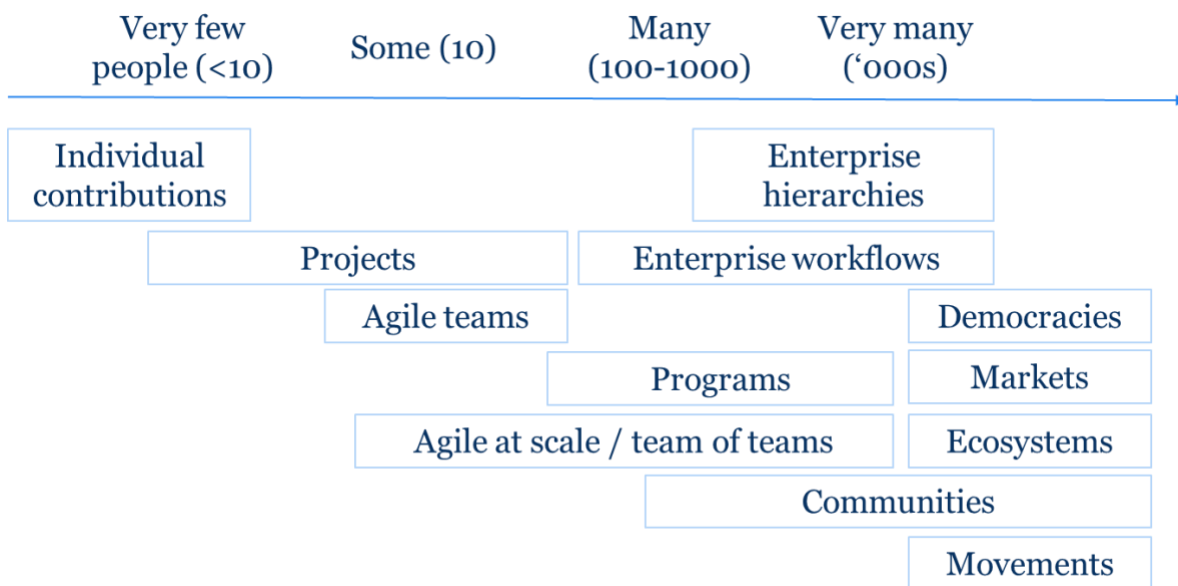 Very few
people (<10)
Some (10)
Many
(100-1000)
Very many
(‘000s)
Individual
contributions
Enterprise
hierarchies
Projects
Enterprise workflows
Agile teams
Democracies
Programs
Markets
Agile at scale / team of teams
Ecosystems
Communities
Movements